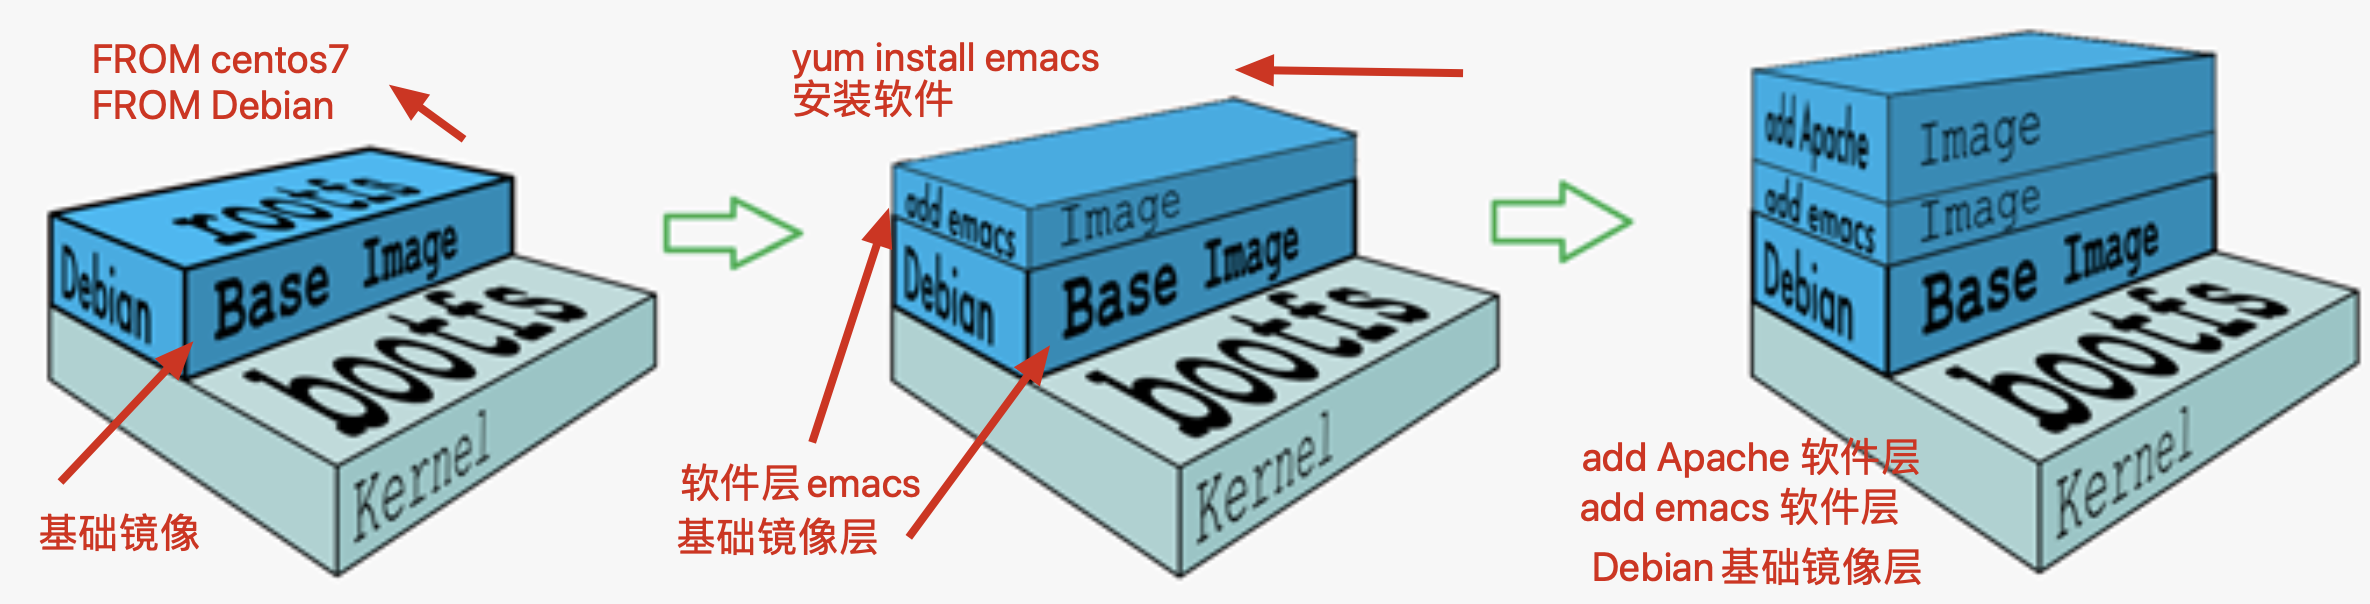 FROM centos7
FROM Debian
rootfs
Debian
Base Image
bootfs
Kernel
基础镜像
yum install emacs
安装软件
add emacs
Image
Debian
Base Image
bootfs
Kernel
软件层 emacs
基础镜像层
add Apache
Image
add emacs
Image
Debian
Base Image
bootfs
Kernel
add Apache 软件层
add emacs 软件层
Debian 基础镜像层